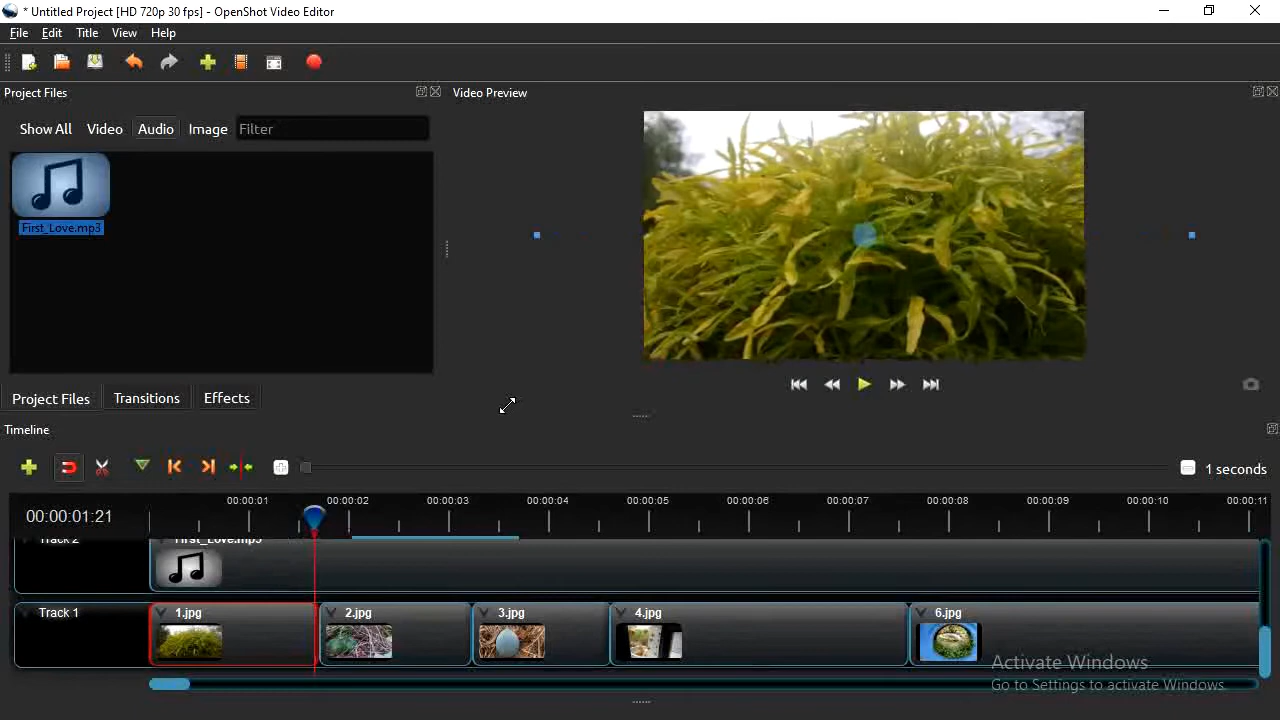 * Untitled Project [HD 720p 30 fps] - OpenShot Video Editor
File Edit Title View Help
Project Files
Video Preview
Show All Video Audio Image Filter
First_Love.mp3
Project Files Transitions Effects
Timeline
1 seconds
00:00:01:21
00:00:01 00:00:02 00:00:03 00:00:04 00:00:05 00:00:06 00:00:07 00:00:08 00:00:09 00:00:10 00:00:11
Track 2 First_Love.mp3
Track 1 1.jpg 2.jpg 3.jpg 4.jpg 6.jpg
Activate Windows
Go to Settings to activate Windows.